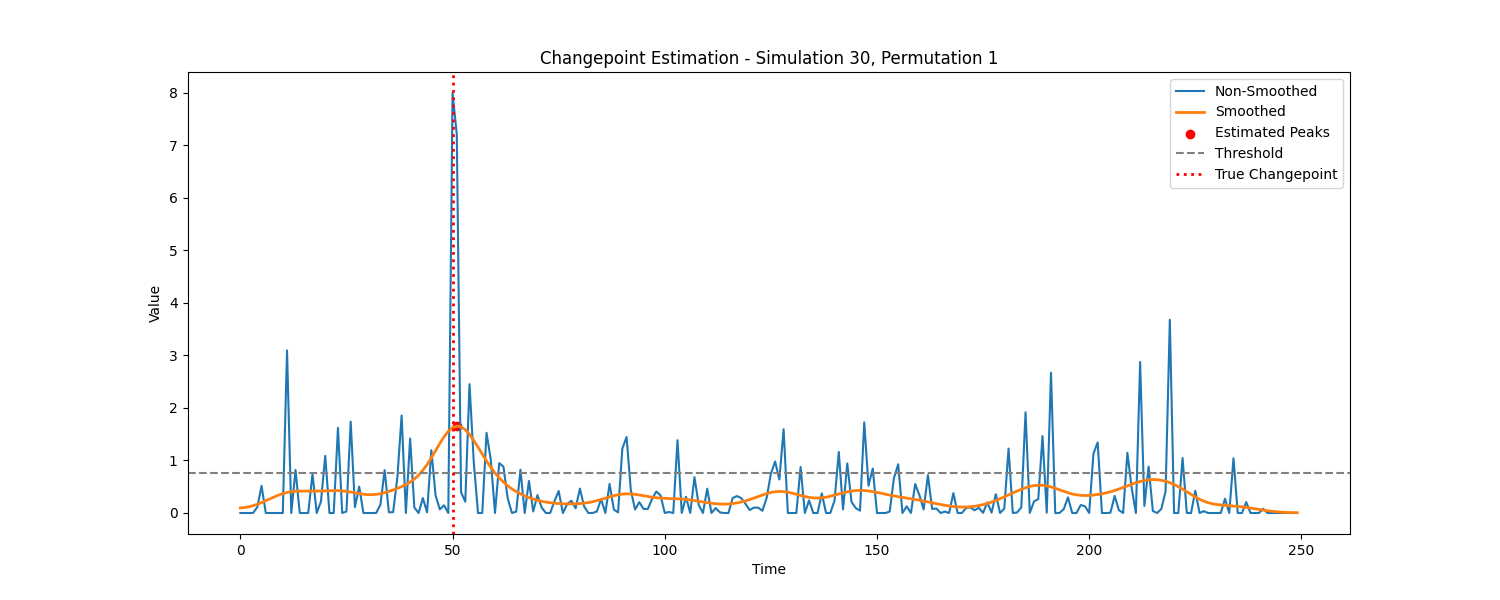 Changepoint Estimation - Simulation 30, Permutation 1
Non-Smoothed
Smoothed
Estimated Peaks
Threshold
True Changepoint
Value
8
7
6
5
4
3
2
1
0
0 50 100 150 200 250
Time